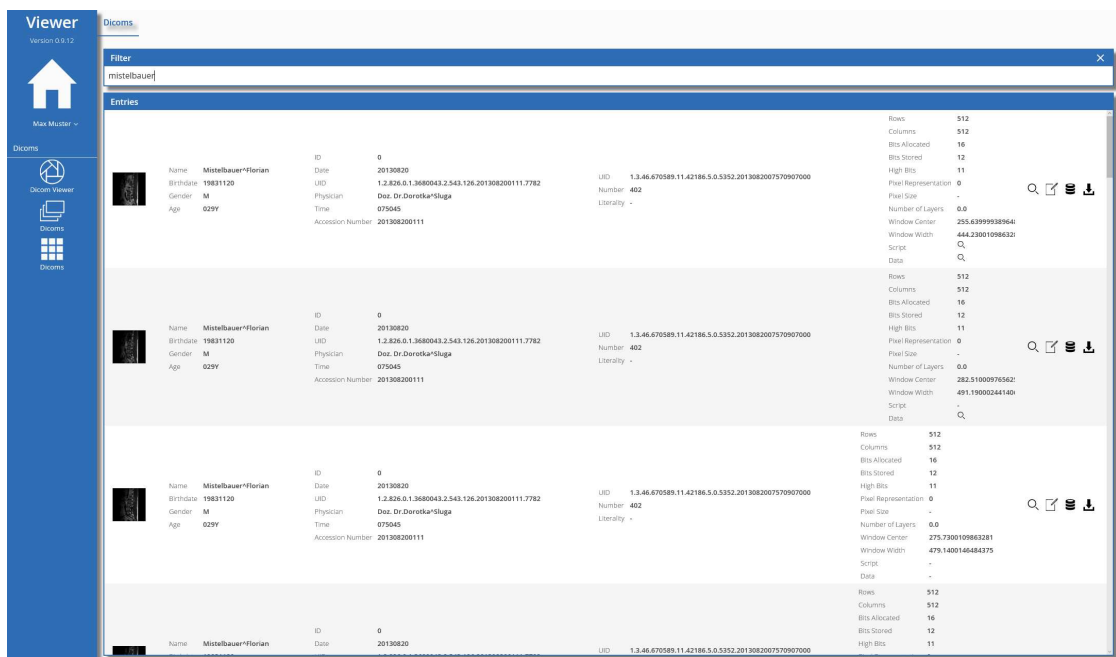 Viewer
Version 0.9.12
Max Muster
Dicoms
Dicom Viewer
Dicoms
Dicoms
Dicoms
Filter
mistelbauer
Entries
Name Mistelbauer^Florian
Birthdate 19831120
Gender M
Age 029Y
ID 0
Date 20130820
UID 1.2.826.0.1.3680043.2.543.126.201308200111.7782
Physician Doz. Dr.Dorotka^Sluga
Time 075045
Accession Number 201308200111
UID 1.3.46.670589.11.42186.5.0.5352.2013082007570907000
Number 402
Literality -
Rows 512
Columns 512
Bits Allocated 16
Bits Stored 12
High Bits 11
Pixel Representation 0
Pixel Size -
Number of Layers 0.0
Window Center 255.6399993896
Window Width 444.2300109863
Script
Data
Name Mistelbauer^Florian
Birthdate 19831120
Gender M
Age 029Y
ID 0
Date 20130820
UID 1.2.826.0.1.3680043.2.543.126.201308200111.7782
Physician Doz. Dr.Dorotka^Sluga
Time 075045
Accession Number 201308200111
UID 1.3.46.670589.11.42186.5.0.5352.2013082007570907000
Number 402
Literality -
Rows 512
Columns 512
Bits Allocated 16
Bits Stored 12
High Bits 11
Pixel Representation 0
Pixel Size -
Number of Layers 0.0
Window Center 282.5100097656
Window Width 491.1900024414
Script -
Data
Name Mistelbauer^Florian
Birthdate 19831120
Gender M
Age 029Y
ID 0
Date 20130820
UID 1.2.826.0.1.3680043.2.543.126.201308200111.7782
Physician Doz. Dr.Dorotka^Sluga
Time 075045
Accession Number 201308200111
UID 1.3.46.670589.11.42186.5.0.5352.2013082007570907000
Number 402
Literality -
Rows 512
Columns 512
Bits Allocated 16
Bits Stored 12
High Bits 11
Pixel Representation 0
Pixel Size -
Number of Layers 0.0
Window Center 275.7300109863281
Window Width 479.1400146484375
Script -
Data -
Name Mistelbauer^Florian
ID 0
Date 20130820
UID 1.3.46.670589.11.42186.5.0.5352.2013082007570907000
Rows 512
Columns 512
Bits Allocated 16
Bits Stored 12
High Bits 11